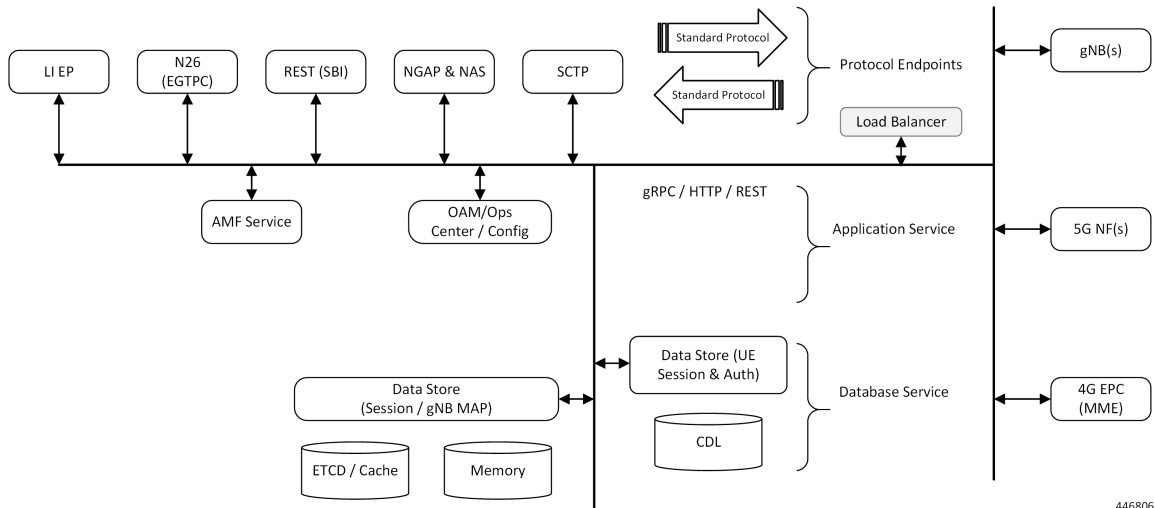 Standard Protocol
LI EP
N26
(EGTPC)
REST (SBI)
NGAP & NAS
SCTP
Standard Protocol
Protocol Endpoints
gNB(s)
Load Balancer
AMF Service
OAM/Ops
Center / Config
gRPC / HTTP / REST
Application Service
5G NF(s)
Data Store (UE
Session & Auth)
Data Store
(Session / gNB MAP)
Database Service
4G EPC
(MME)
ETCD / Cache
Memory
CDL
446806